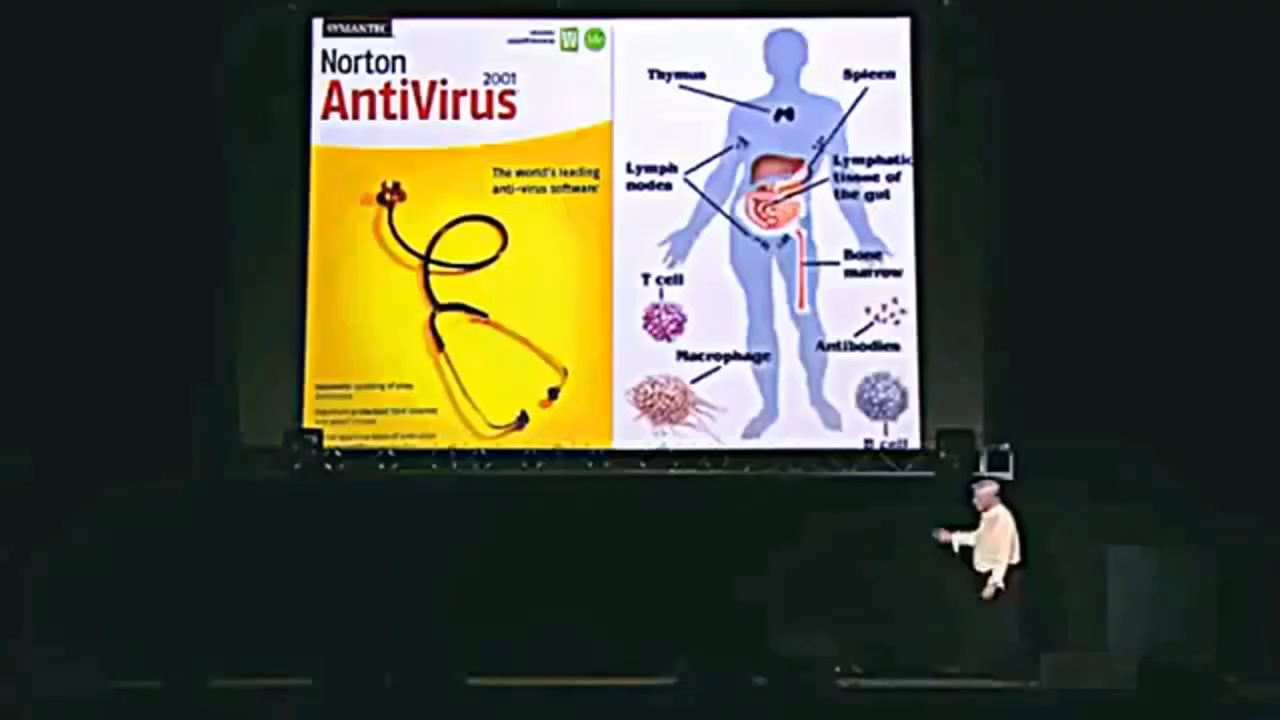 SYMANTEC
Norton
2001
AntiVirus
The world's leading
anti-virus software
Thymus
Spleen
Lymph
nodes
Lymphatic
tissue of
the gut
T cell
Bone
marrow
Antibodies
Macrophage
B cell